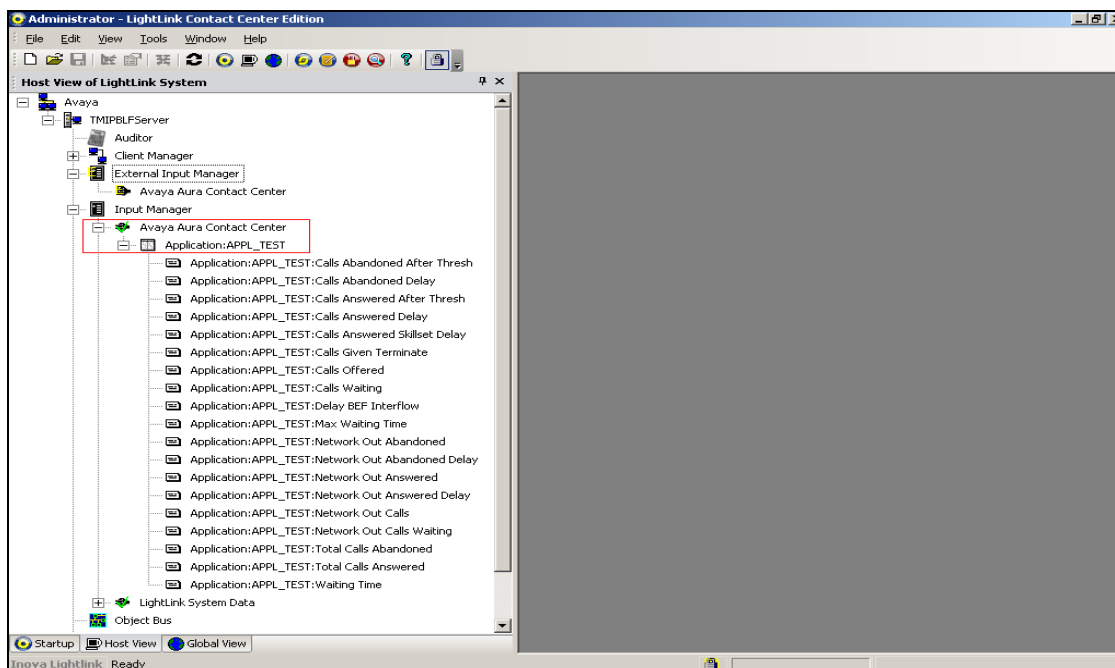 Administrator - LightLink Contact Center Edition
File Edit View Tools Window Help
Host View of LightLink System
Avaya
TMIPBLFServer
Auditor
Client Manager
External Input Manager
Avaya Aura Contact Center
Input Manager
Avaya Aura Contact Center
Application:APPL_TEST
Application:APPL_TEST:Calls Abandoned After Thresh
Application:APPL_TEST:Calls Abandoned Delay
Application:APPL_TEST:Calls Answered After Thresh
Application:APPL_TEST:Calls Answered Delay
Application:APPL_TEST:Calls Answered Skillset Delay
Application:APPL_TEST:Calls Given Terminate
Application:APPL_TEST:Calls Offered
Application:APPL_TEST:Calls Waiting
Application:APPL_TEST:Delay BEF Interflow
Application:APPL_TEST:Max Waiting Time
Application:APPL_TEST:Network Out Abandoned
Application:APPL_TEST:Network Out Abandoned Delay
Application:APPL_TEST:Network Out Answered
Application:APPL_TEST:Network Out Answered Delay
Application:APPL_TEST:Network Out Calls
Application:APPL_TEST:Network Out Calls Waiting
Application:APPL_TEST:Total Calls Abandoned
Application:APPL_TEST:Total Calls Answered
Application:APPL_TEST:Waiting Time
LightLink System Data
Object Bus
Startup Host View Global View
Inova Lightlink Ready